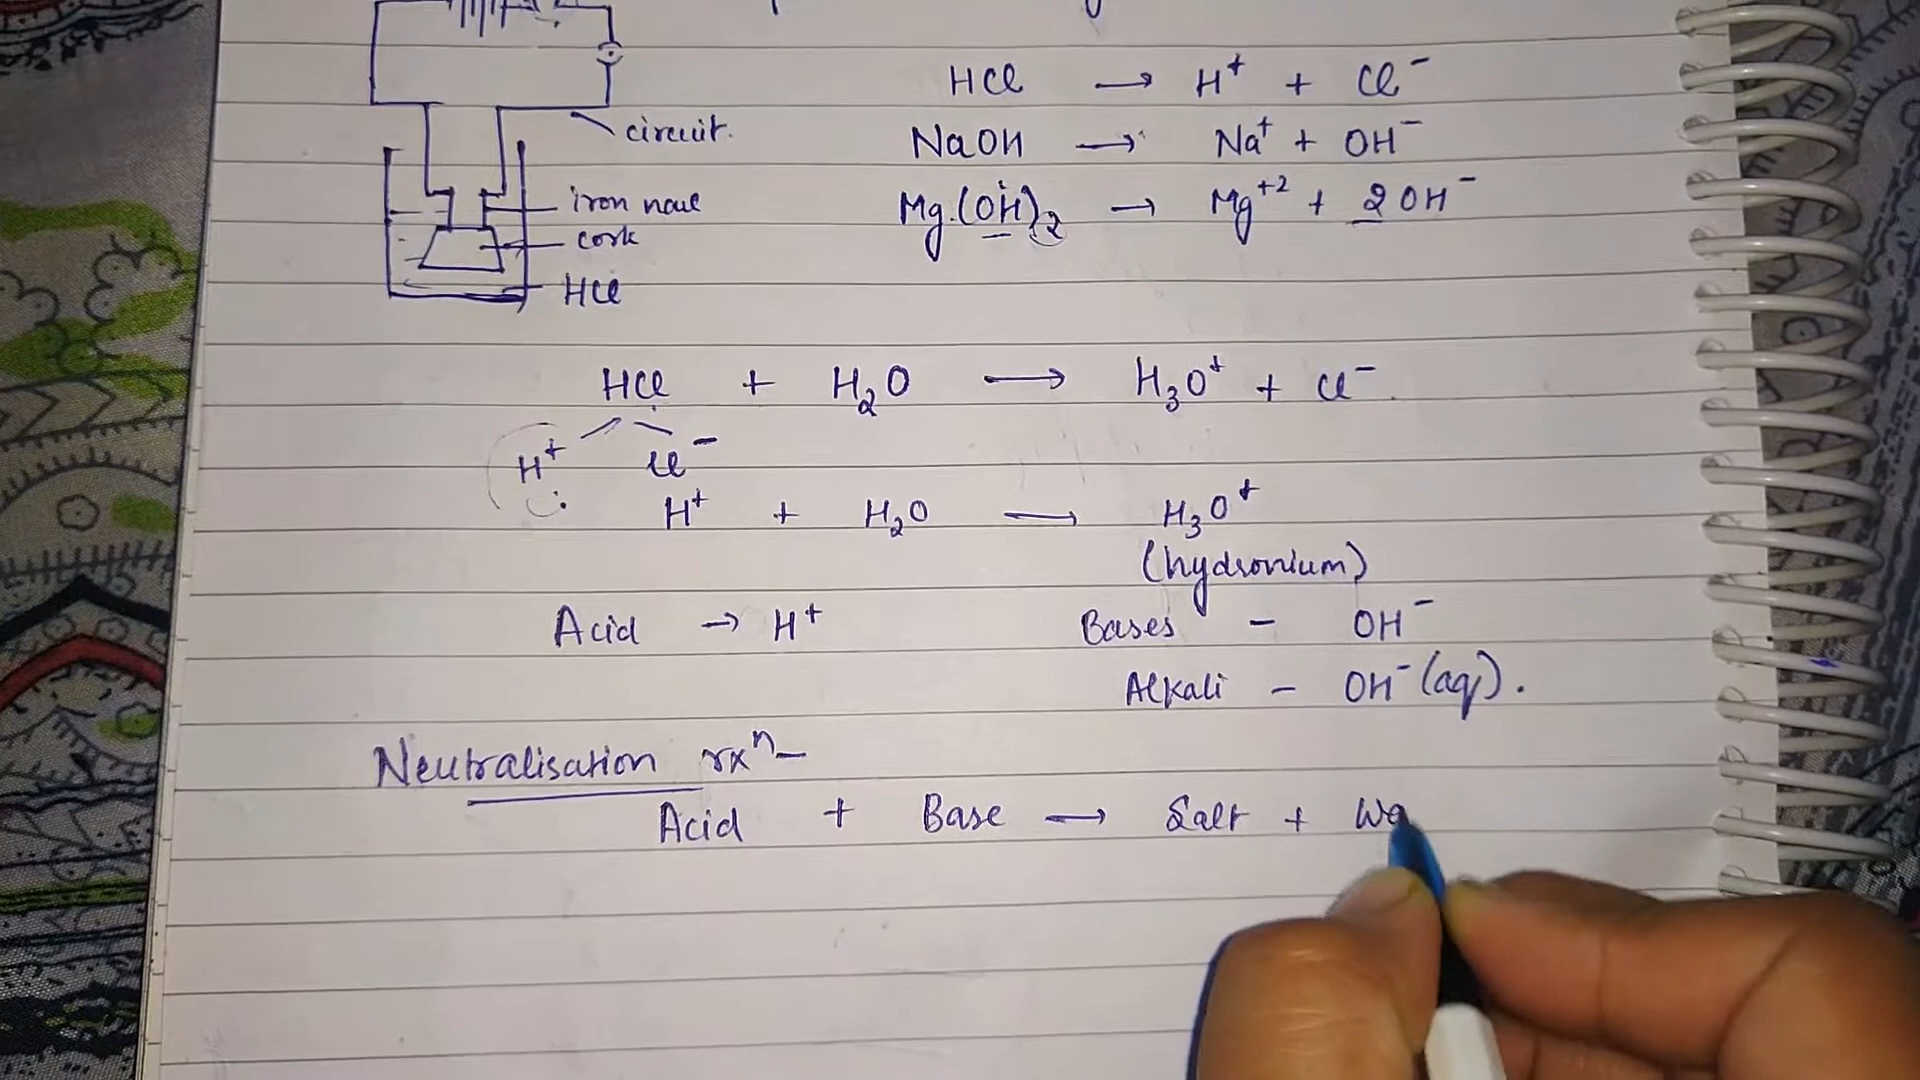 HCl → H⁺ + Cl⁻
circuit.
NaOH → Na⁺ + OH⁻
iron nail
Mg(OH)₂ → Mg⁺² + 2OH⁻
cork
HCl
HCl + H₂O → H₃O⁺ + Cl⁻
H⁺ Cl⁻
H⁺ + H₂O → H₃O⁺
(hydronium)
Acid → H⁺ Bases - OH⁻
Alkali - OH⁻(aq).
Neutralisation rxⁿ-
Acid + Base → Salt + Wa